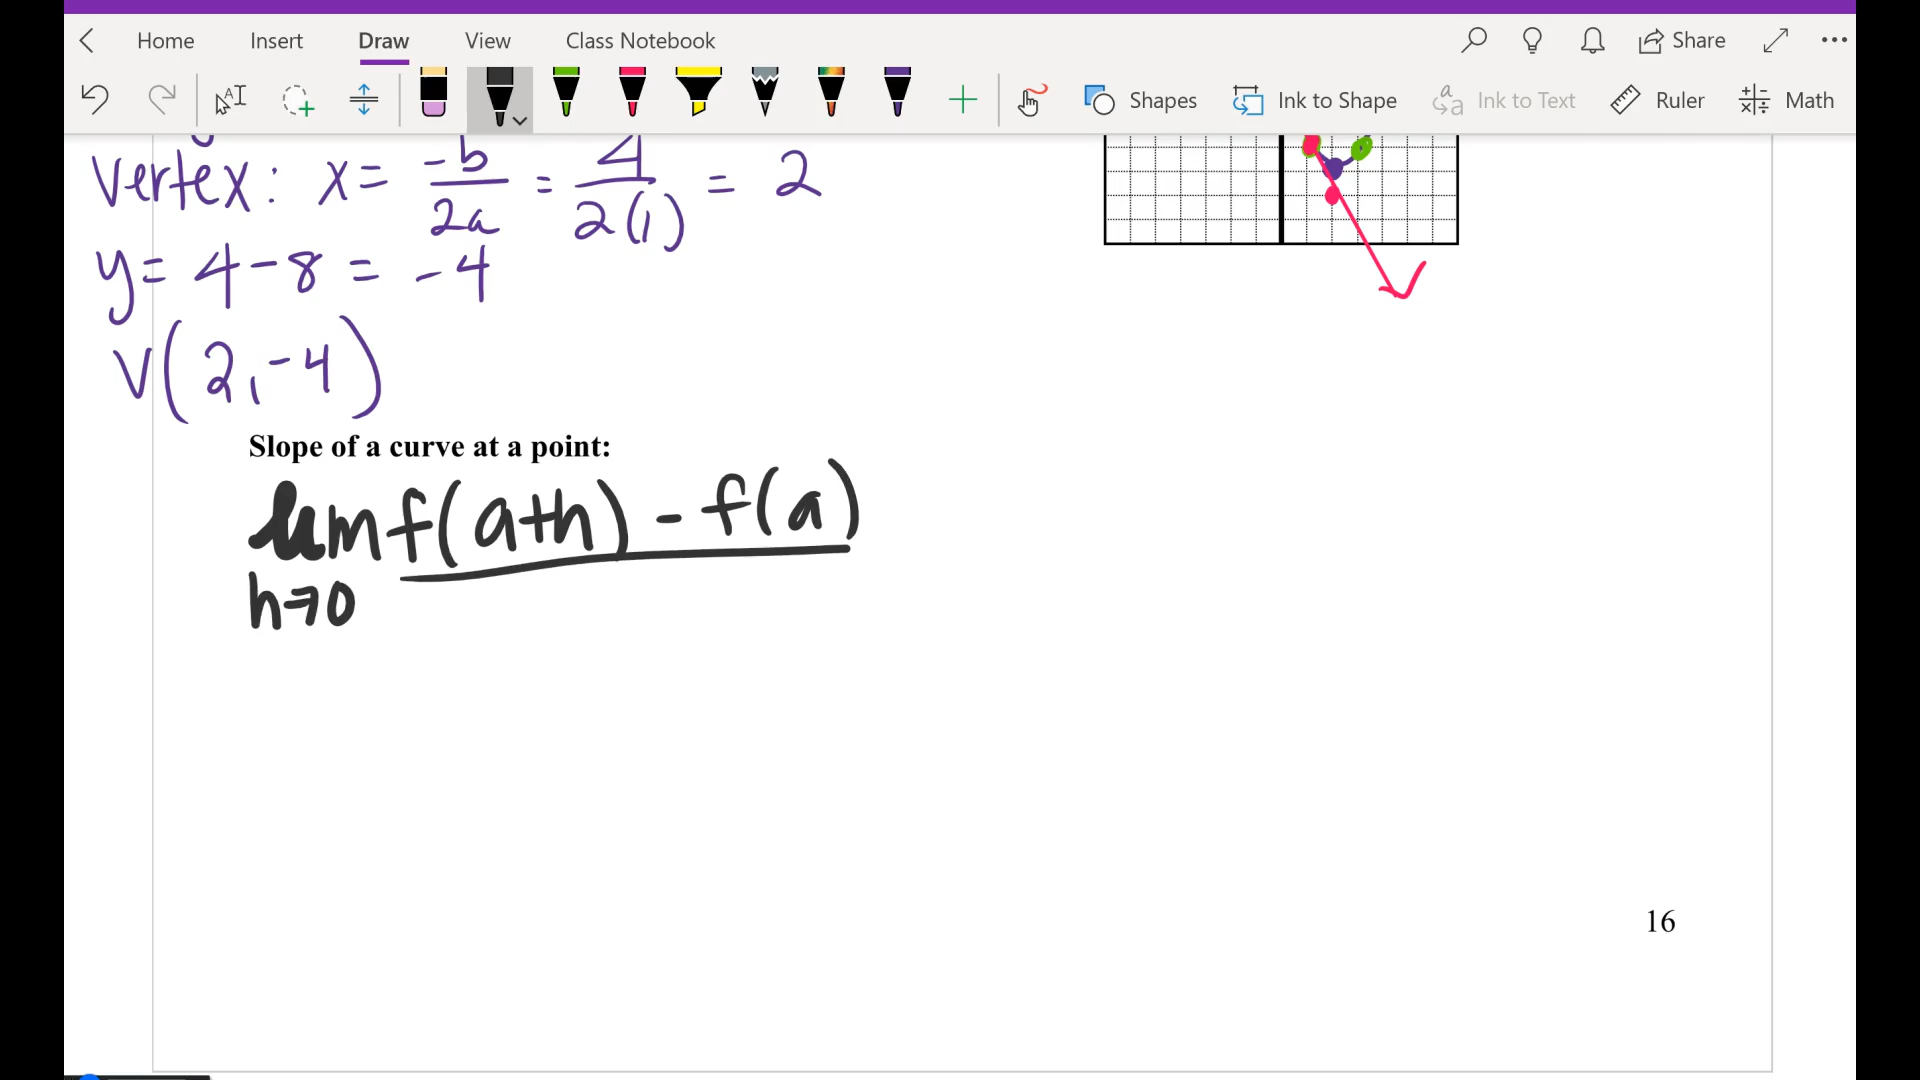 Home Insert Draw View Class Notebook Share
Shapes Ink to Shape Ink to Text Ruler Math
Vertex: x = -b/2a = 4/2(1) = 2
y = 4 - 8 = -4
V(2, -4)
Slope of a curve at a point:
lim f(a+h) - f(a)
h→0
16